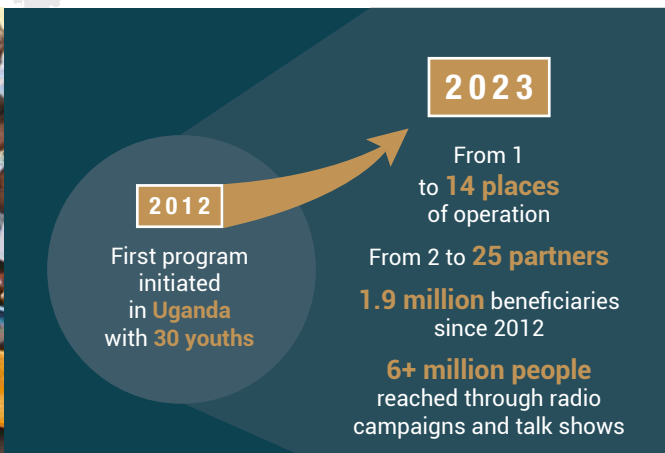 2012
First program
initiated
in Uganda
with 30 youths
2023
From 1
to 14 places
of operation
From 2 to 25 partners
1.9 million beneficiaries
since 2012
6+ million people
reached through radio
campaigns and talk shows